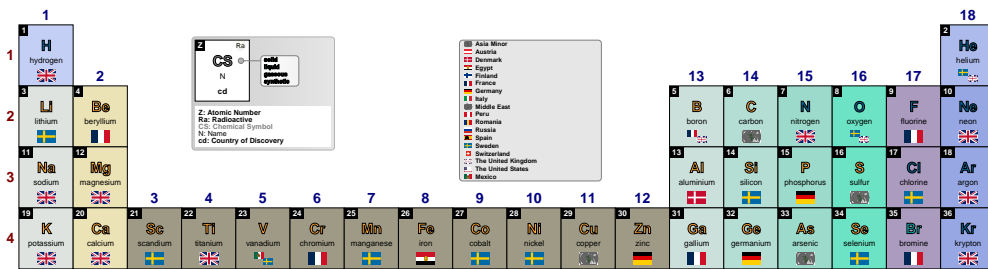 1 18
1 H hydrogen
2 He helium
1
Z Ra
CS
N
cd
solid
liquid
gaseous
synthetic
Z: Atomic Number
Ra: Radioactive
CS: Chemical Symbol
N: Name
cd: Country of Discovery
Asia Minor
Austria
Denmark
Egypt
Finland
France
Germany
Italy
Middle East
Peru
Romania
Russia
Spain
Sweden
Switzerland
The United Kingdom
The United States
Mexico
2 13 14 15 16 17
2
3 Li lithium
4 Be beryllium
5 B boron
6 C carbon
7 N nitrogen
8 O oxygen
9 F fluorine
10 Ne neon
3
11 Na sodium
12 Mg magnesium
13 Al aluminium
14 Si silicon
15 P phosphorus
16 S sulfur
17 Cl chlorine
18 Ar argon
3 4 5 6 7 8 9 10 11 12
4
19 K potassium
20 Ca calcium
21 Sc scandium
22 Ti titanium
23 V vanadium
24 Cr chromium
25 Mn manganese
26 Fe iron
27 Co cobalt
28 Ni nickel
29 Cu copper
30 Zn zinc
31 Ga gallium
32 Ge germanium
33 As arsenic
34 Se selenium
35 Br bromine
36 Kr krypton